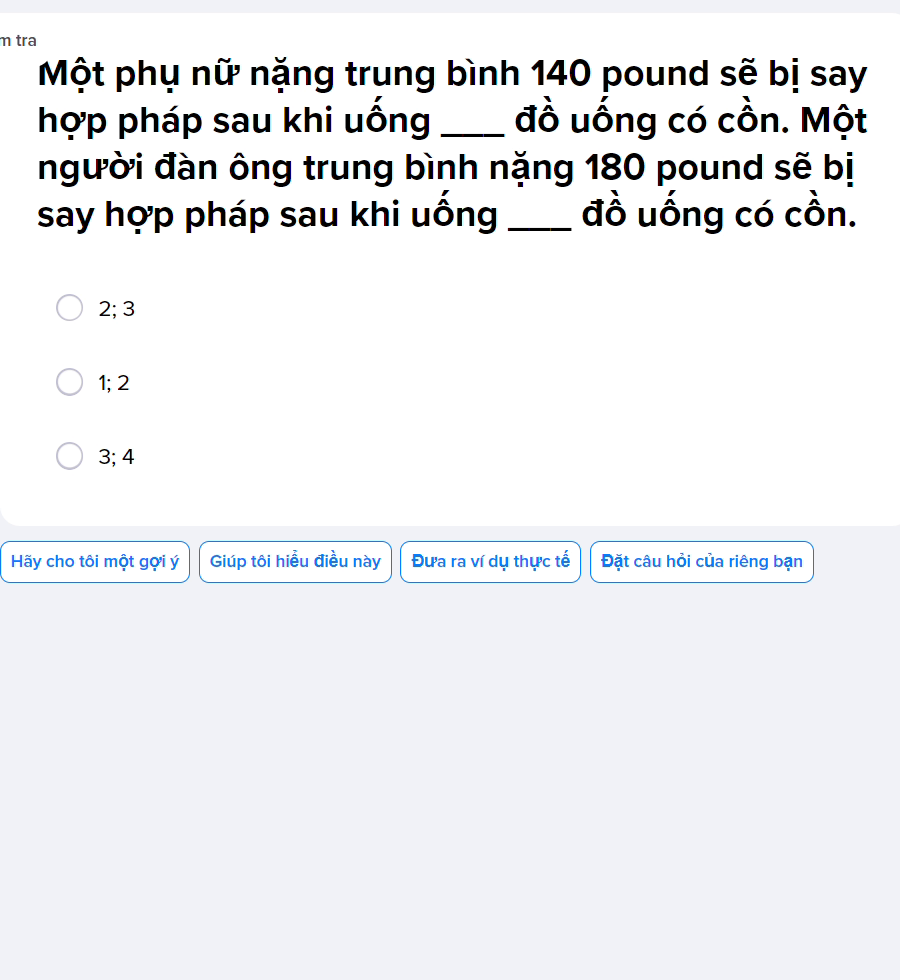 m tra
Một phụ nữ nặng trung bình 140 pound sẽ bị say
hợp pháp sau khi uống ____ đồ uống có cồn. Một
người đàn ông trung bình nặng 180 pound sẽ bị
say hợp pháp sau khi uống ____ đồ uống có cồn.
2; 3
1; 2
3; 4
Hãy cho tôi một gợi ý Giúp tôi hiểu điều này Đưa ra ví dụ thực tế Đặt câu hỏi của riêng bạn